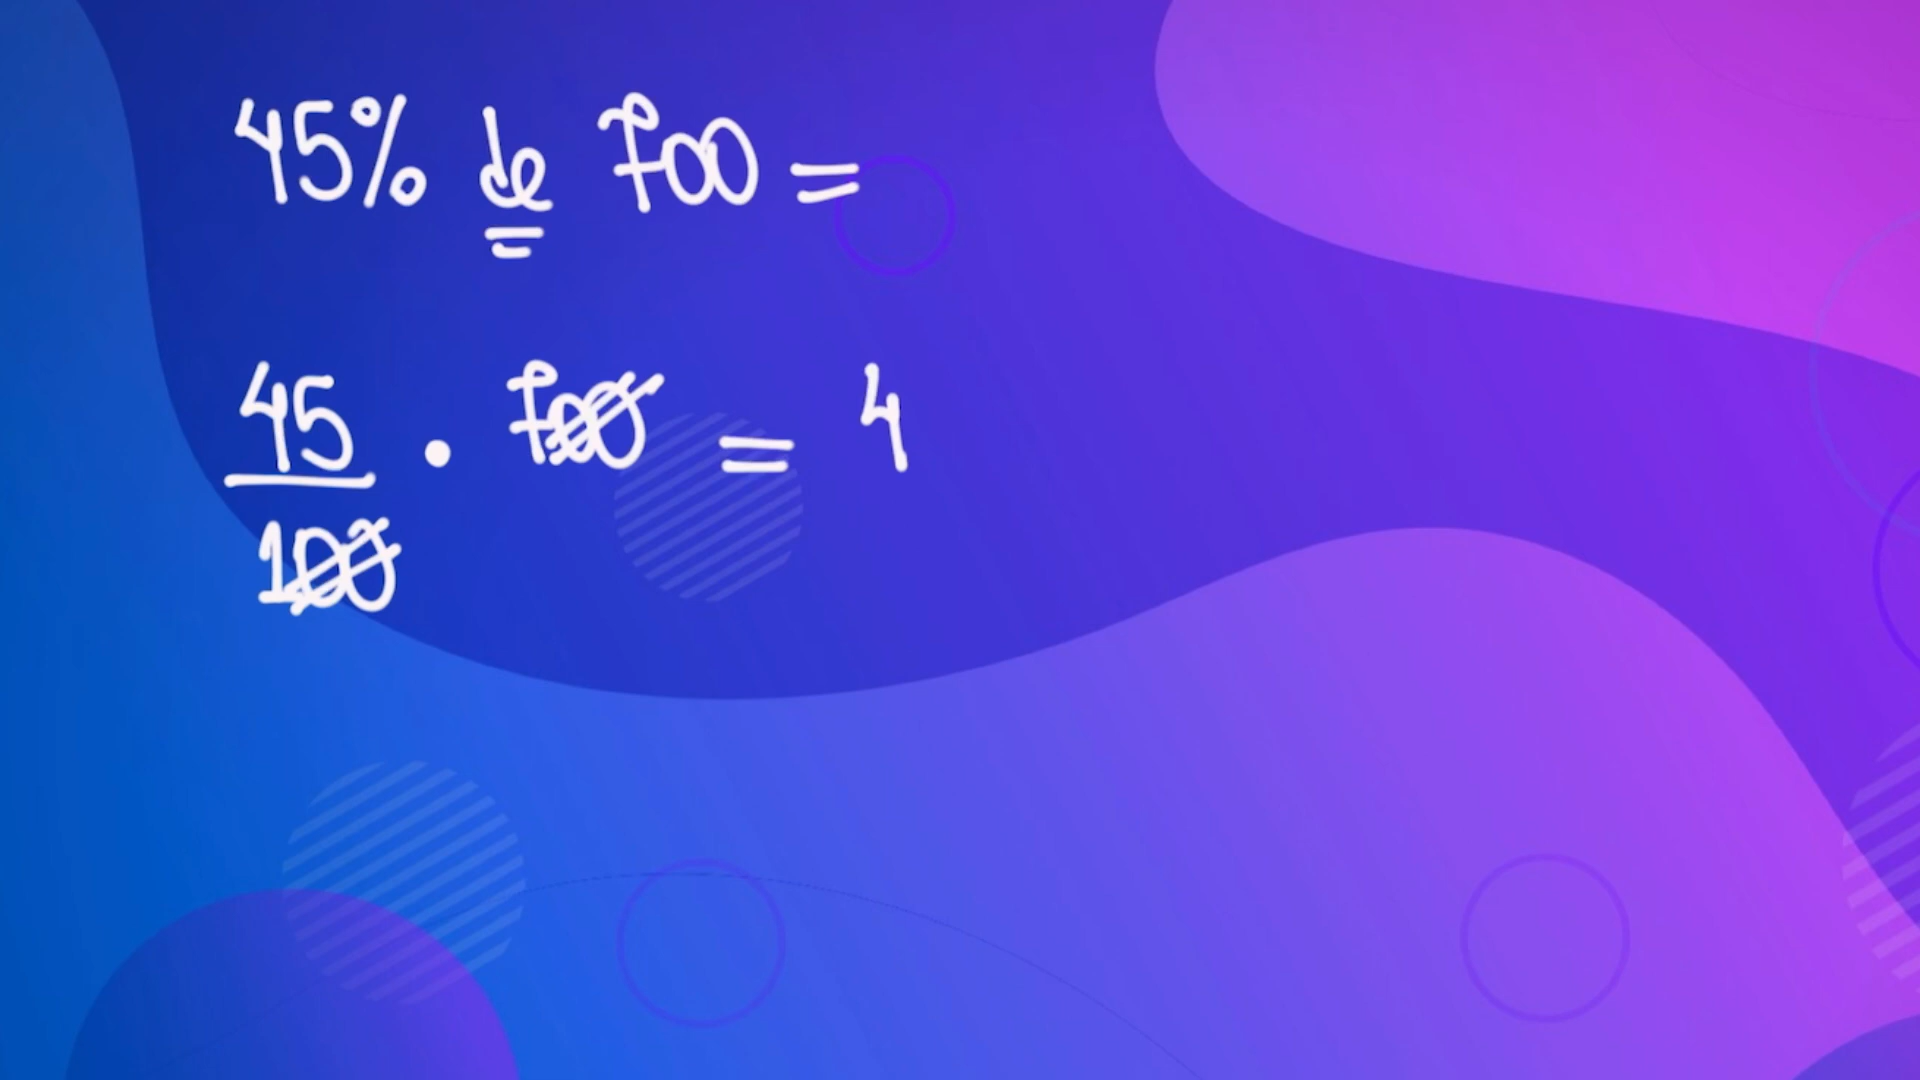 45% de 700 =
45/100 . 700 = 4